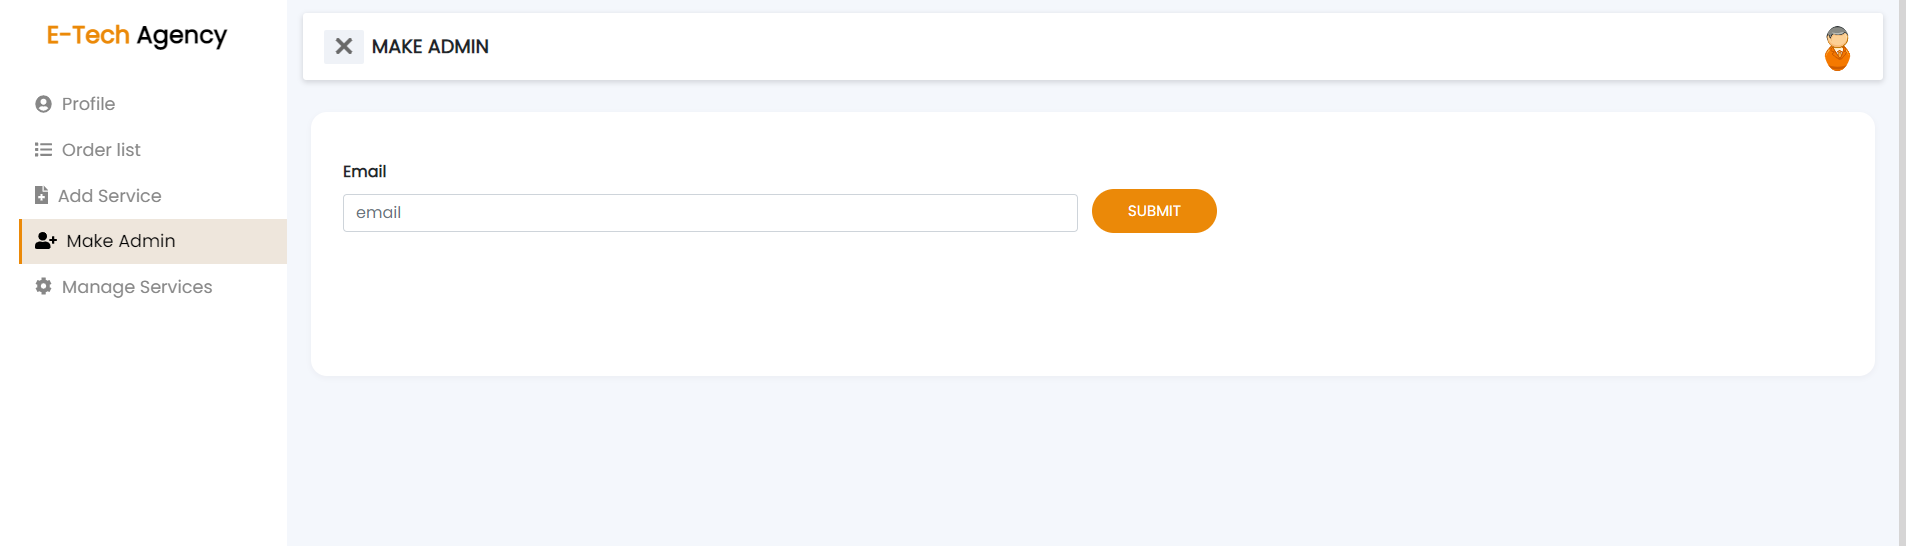 E-Tech Agency
Profile
Order list
Add Service
Make Admin
Manage Services
MAKE ADMIN
Email
email
SUBMIT